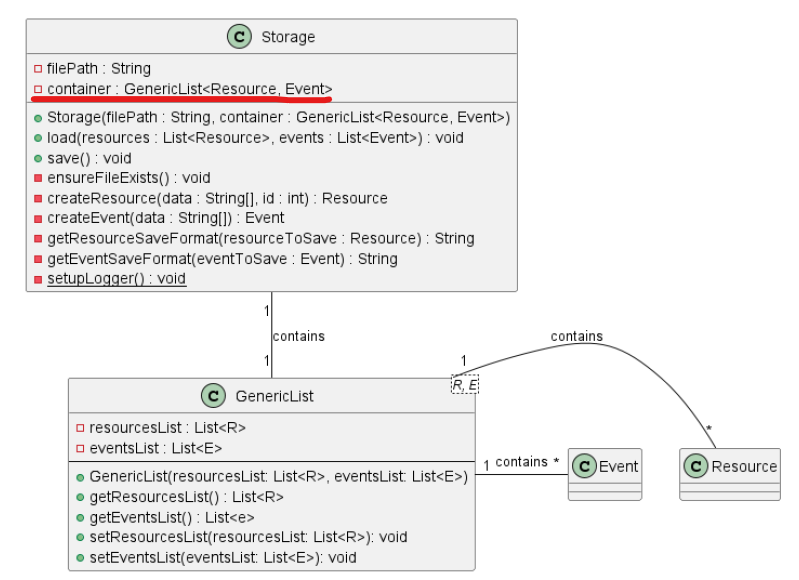 C Storage
filePath : String
container : GenericList<Resource, Event>
Storage(filePath : String, container : GenericList<Resource, Event>)
load(resources : List<Resource>, events : List<Event>) : void
save() : void
ensureFileExists() : void
createResource(data : String[], id : int) : Resource
createEvent(data : String[]) : Event
getResourceSaveFormat(resourceToSave : Resource) : String
getEventSaveFormat(eventToSave : Event) : String
setupLogger() : void
1
contains
1
contains
1
*
R, E
C GenericList
resourcesList : List<R>
eventsList : List<E>
GenericList(resourcesList: List<R>, eventsList: List<E>)
getResourcesList() : List<R>
getEventsList() : List<e>
setResourcesList(resourcesList: List<R>): void
setEventsList(eventsList: List<E>): void
1 contains *
C Event
C Resource